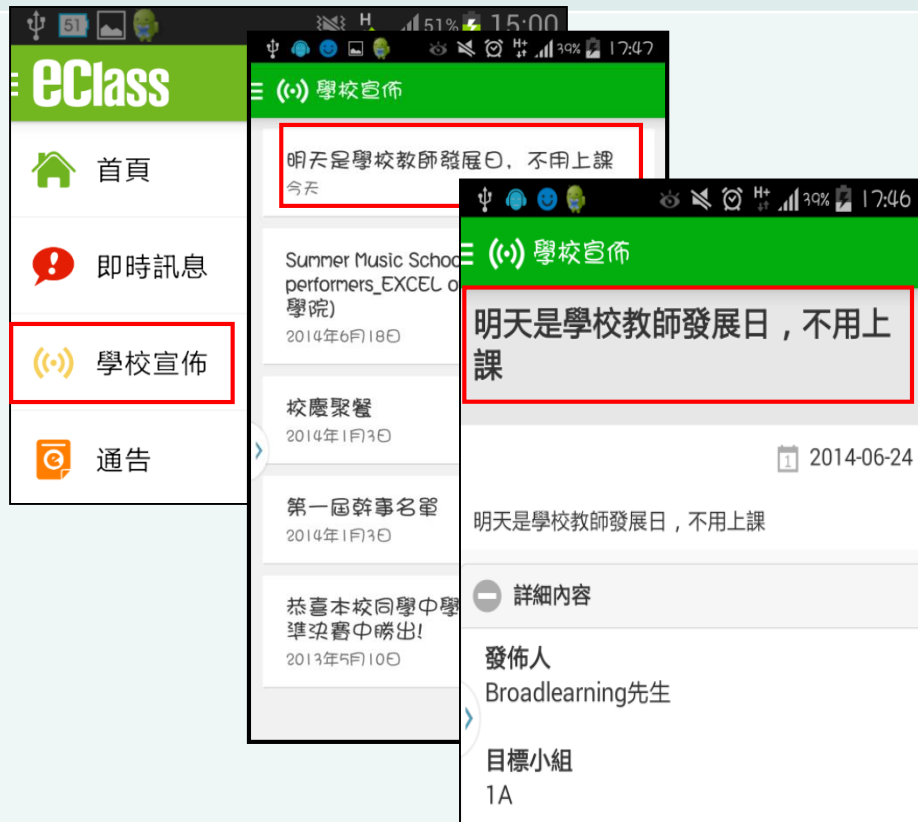 51
H
51%
15:00
eClass
首頁
即時訊息
學校宣佈
通告
H+
39%
17:47
學校宣佈
明天是學校教師發展日, 不用上課
今天
Summer Music Schoo
performers_EXCEL o
學院)
2014年6月18日
校慶聚餐
2014年1月3日
第一屆幹事名單
2014年1月3日
恭喜本校同學中學
準決賽中勝出!
2013年5月10日
H+
39%
17:46
學校宣佈
明天是學校教師發展日，不用上
課
1
2014-06-24
明天是學校教師發展日，不用上課
詳細內容
發佈人
Broadlearning先生
目標小組
1A